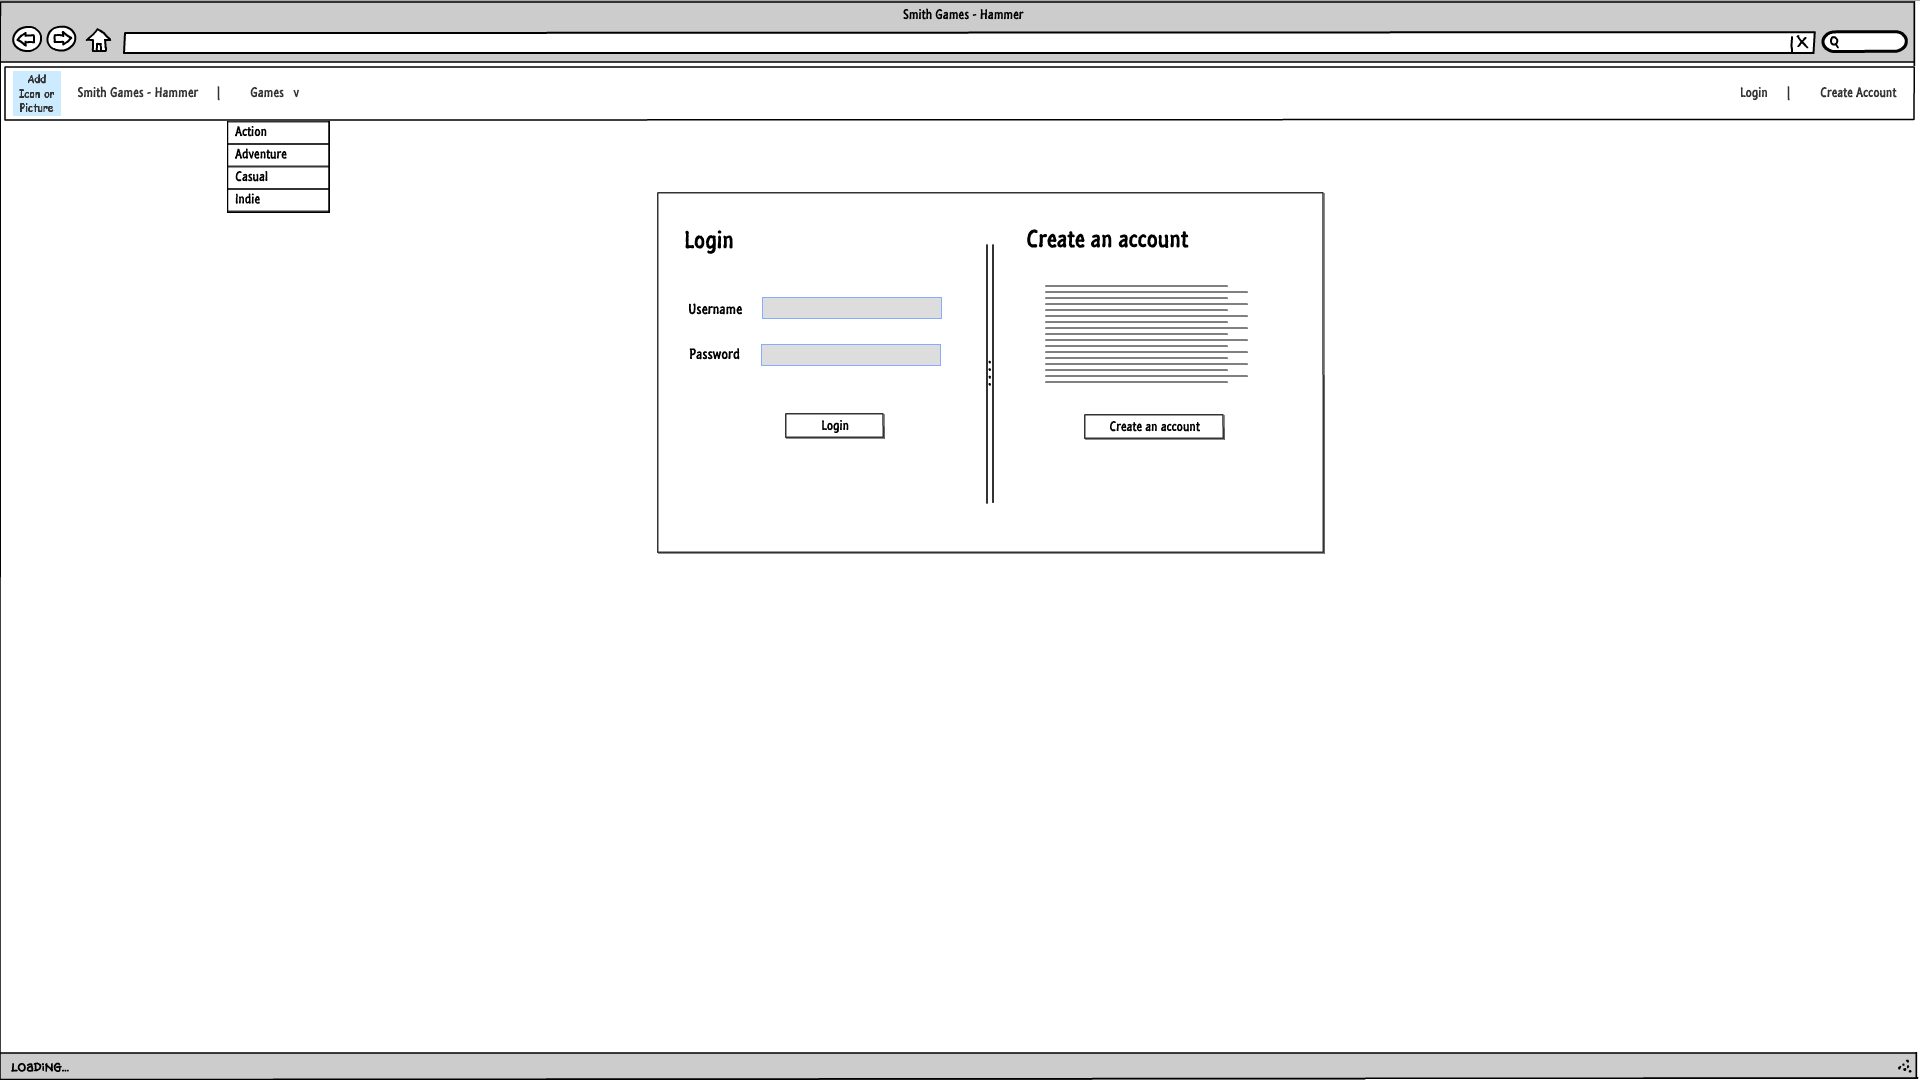 Smith Games - Hammer
Add
Icon or
Picture
Smith Games - Hammer | Games v
Login | Create Account
Action
Adventure
Casual
Indie
Login
Username
Password
Login
Create an account
Create an account
LOADING...